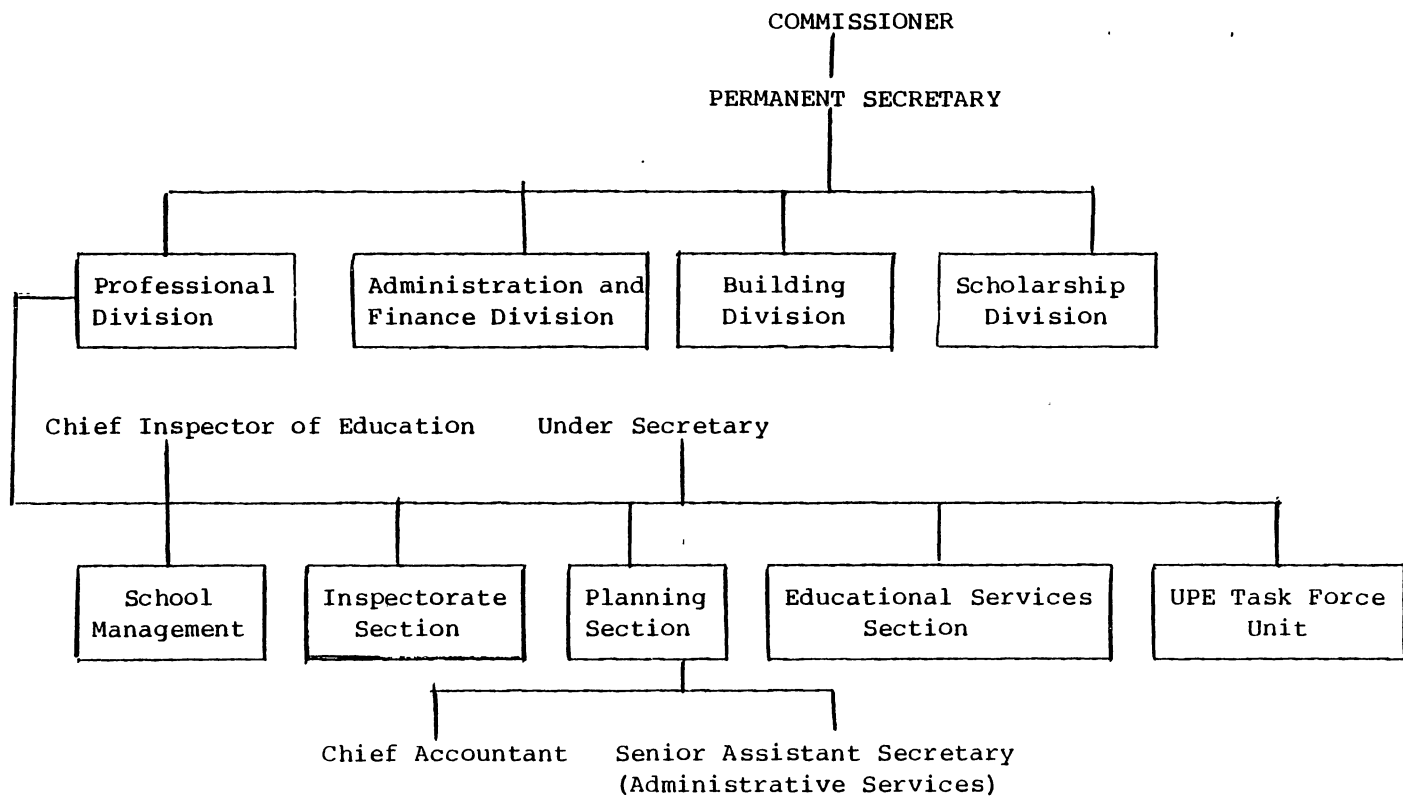 COMMISSIONER
PERMANENT SECRETARY
Professional
Division
Administration and
Finance Division
Building
Division
Scholarship
Division
Chief Inspector of Education
Under Secretary
School
Management
Inspectorate
Section
Planning
Section
Educational Services
Section
UPE Task Force
Unit
Chief Accountant
Senior Assistant Secretary
(Administrative Services)